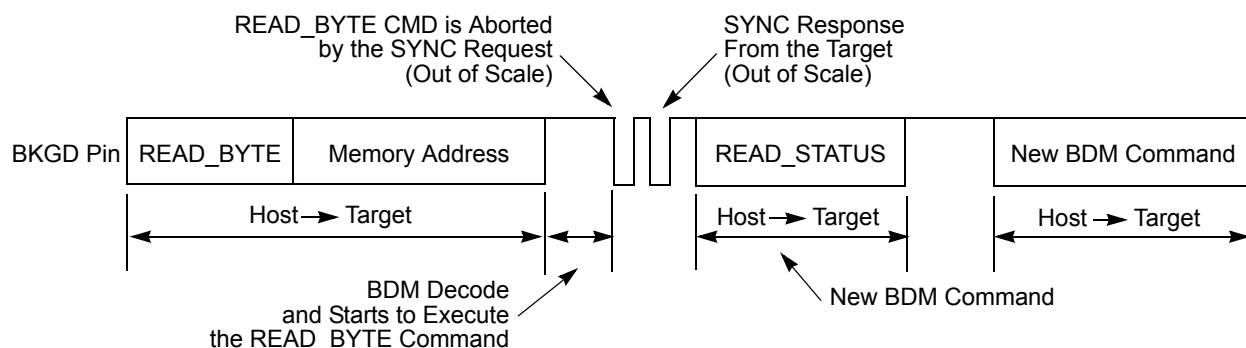 READ_BYTE CMD is Aborted
by the SYNC Request
(Out of Scale)
SYNC Response
From the Target
(Out of Scale)
BKGD Pin
READ_BYTE
Memory Address
READ_STATUS
New BDM Command
Host → Target
Host → Target
Host → Target
BDM Decode
and Starts to Execute
the READ_BYTE Command
New BDM Command